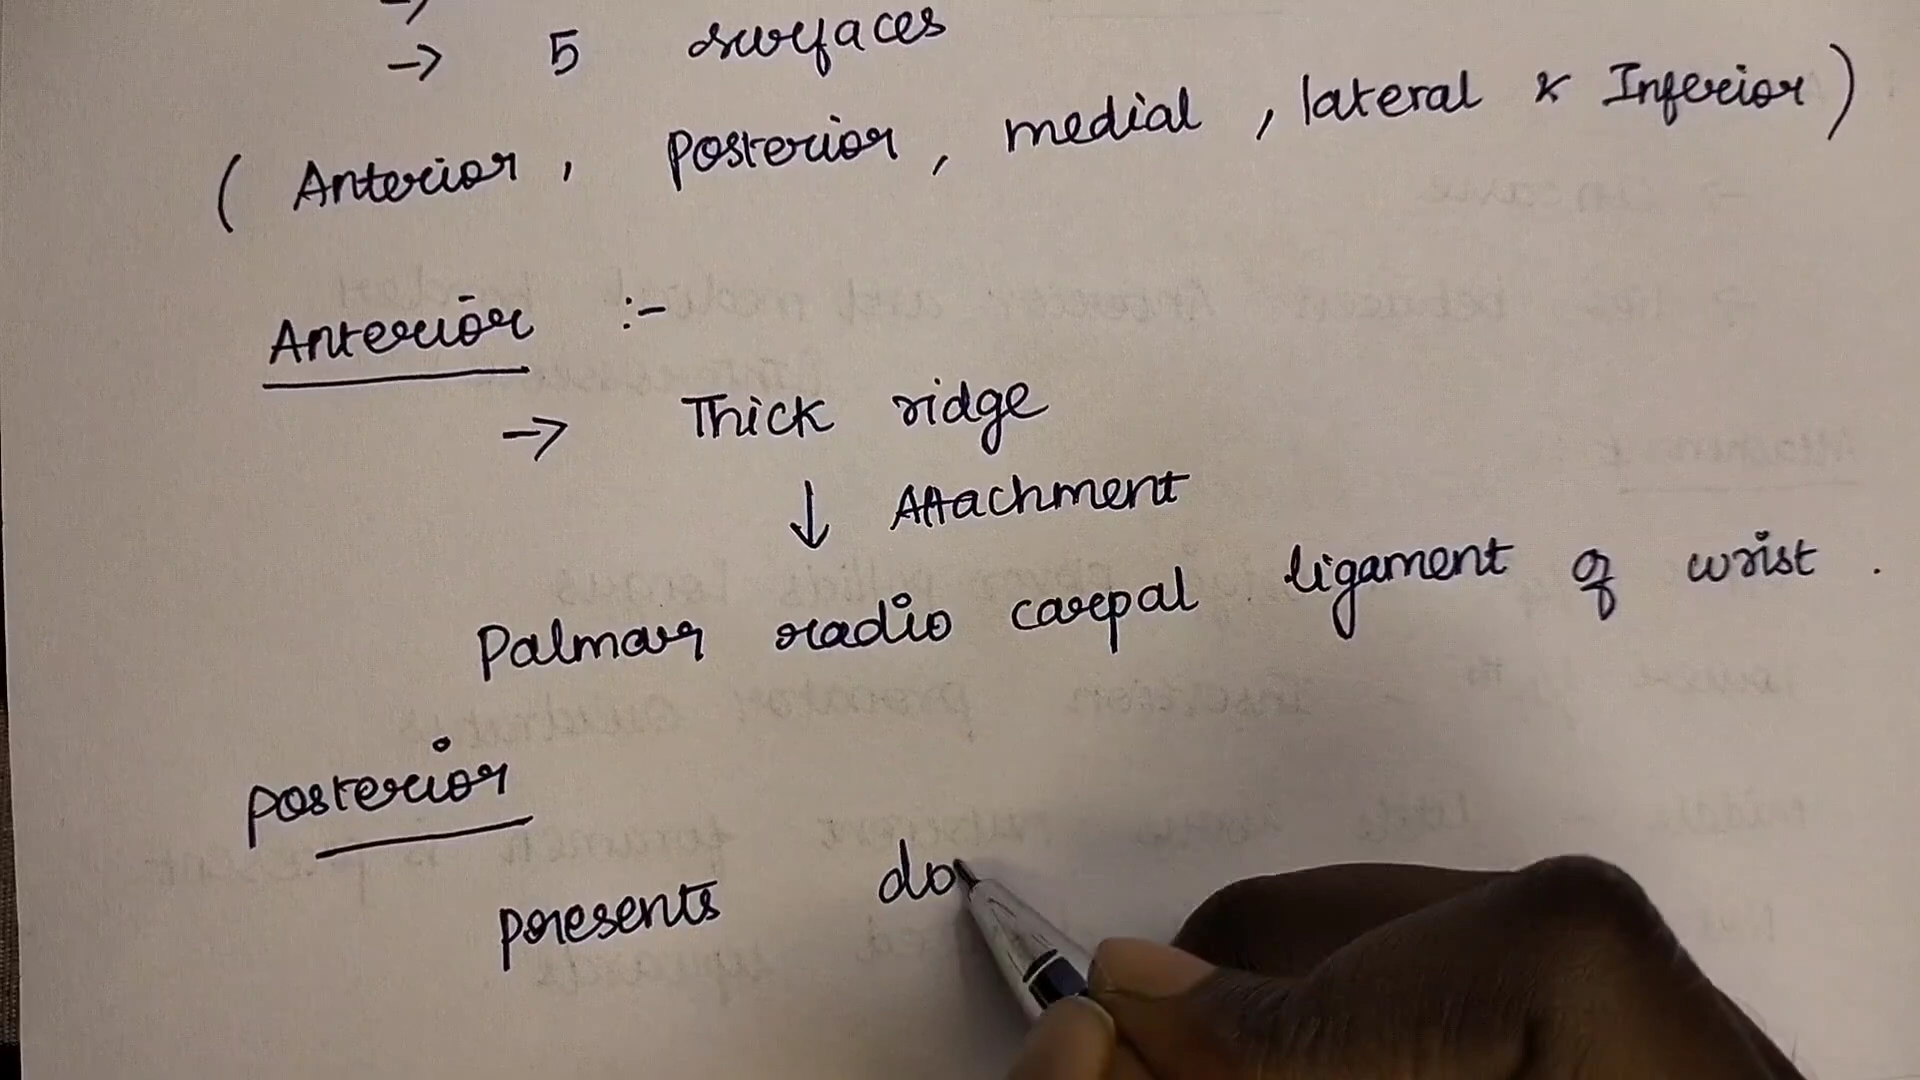 → 5 surfaces
( Anterior , Posterior , medial , lateral & Inferior )
Anterior :-
→ Thick ridge
↓ Attachment
Palmar radio carpal ligament of wrist .
posterior
presents do